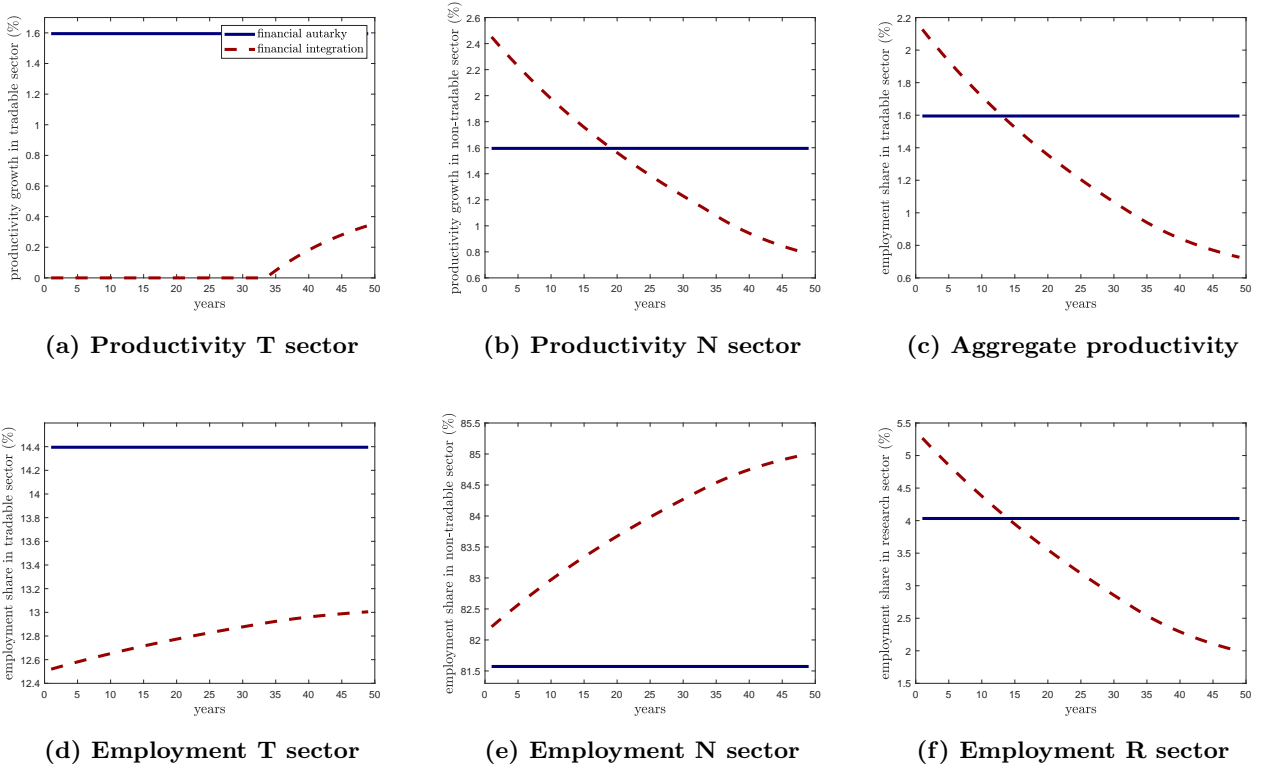 productivity growth in tradable sector (%)
1.6
1.4
1.2
1
0.8
0.6
0.4
0.2
0
financial autarky
financial integration
0 5 10 15 20 25 30 35 40 45 50
years
(a) Productivity T sector
productivity growth in non-tradable sector (%)
2.6
2.4
2.2
2
1.8
1.6
1.4
1.2
1
0.8
0.6
0 5 10 15 20 25 30 35 40 45 50
years
(b) Productivity N sector
employment share in tradable sector (%)
2.2
2
1.8
1.6
1.4
1.2
1
0.8
0.6
0 5 10 15 20 25 30 35 40 45 50
years
(c) Aggregate productivity
employment share in tradable sector (%)
14.4
14.2
14
13.8
13.6
13.4
13.2
13
12.8
12.6
12.4
0 5 10 15 20 25 30 35 40 45 50
years
(d) Employment T sector
employment share in non-tradable sector (%)
85.5
85
84.5
84
83.5
83
82.5
82
81.5
0 5 10 15 20 25 30 35 40 45 50
years
(e) Employment N sector
employment share in research sector (%)
5.5
5
4.5
4
3.5
3
2.5
2
1.5
0 5 10 15 20 25 30 35 40 45 50
years
(f) Employment R sector